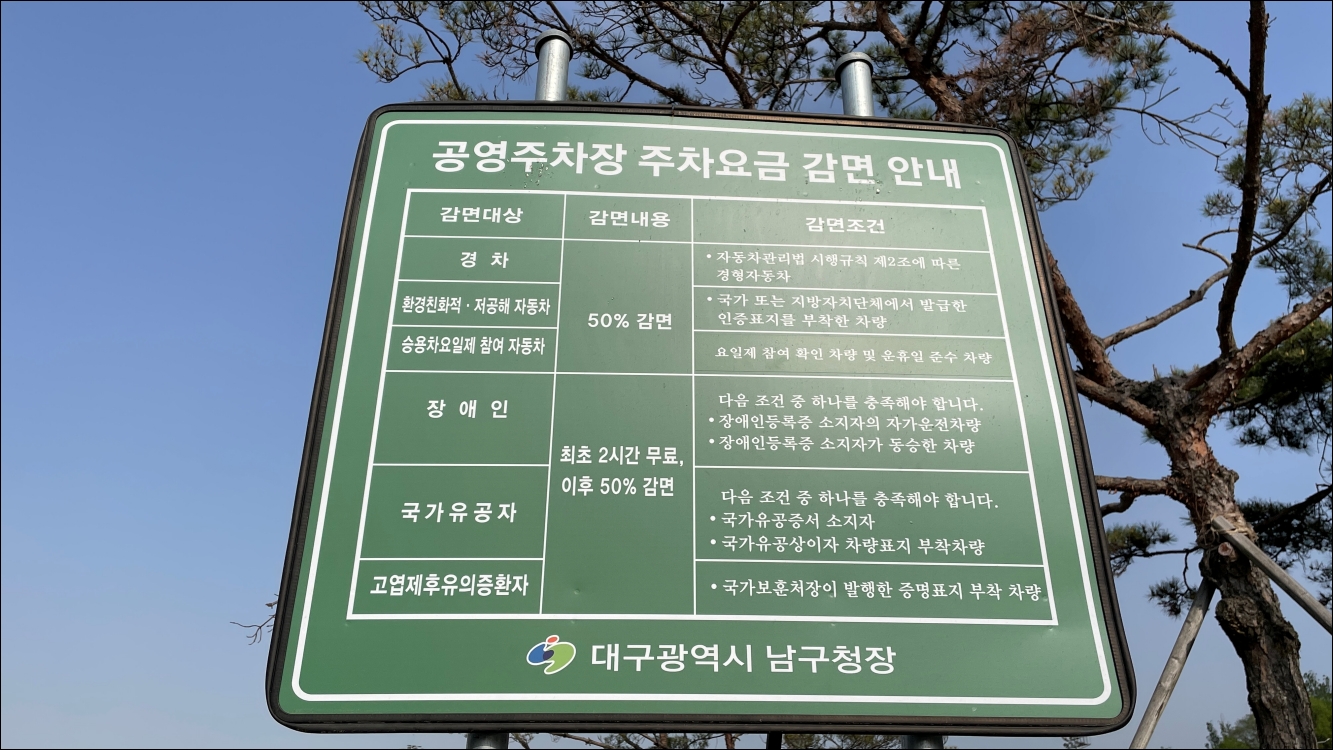 공영주차장 주차요금 감면 안내
감면대상 감면내용 감면조건
경 차
50% 감면
• 자동차관리법 시행규칙 제2조에 따른
경형자동차
환경친화적 · 저공해 자동차
• 국가 또는 지방자치단체에서 발급한
인증표지를 부착한 차량
승용차요일제 참여 자동차
요일제 참여 확인 차량 및 운휴일 준수 차량
장 애 인
최초 2시간 무료,
이후 50% 감면
다음 조건 중 하나를 충족해야 합니다.
• 장애인등록증 소지자의 자가운전차량
• 장애인등록증 소지자가 동승한 차량
국가유공자
다음 조건 중 하나를 충족해야 합니다.
• 국가유공증서 소지자
• 국가유공상이자 차량표지 부착차량
고엽제후유의증환자
• 국가보훈처장이 발행한 증명표지 부착 차량
대구광역시 남구청장